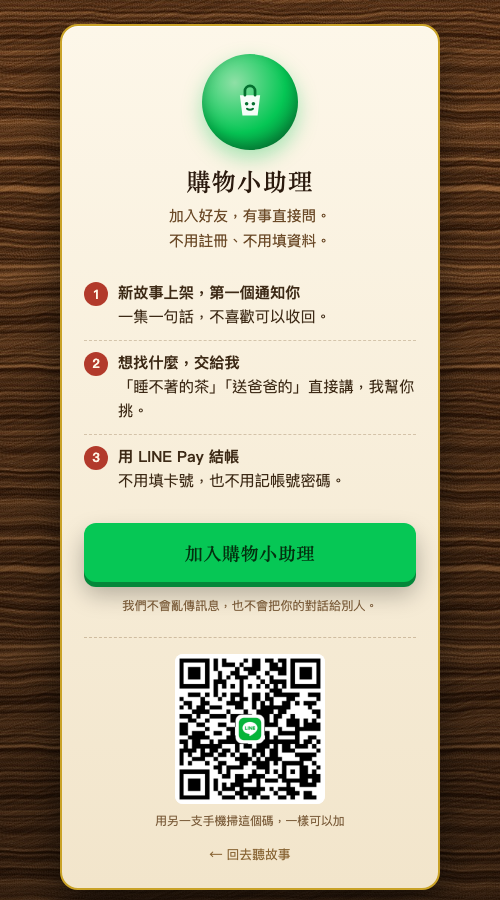 購物小助理
加入好友，有事直接問。
不用註冊、不用填資料。
1 新故事上架，第一個通知你
一集一句話，不喜歡可以收回。
2 想找什麼，交給我
「睡不著的茶」「送爸爸的」直接講，我幫你
挑。
3 用 LINE Pay 結帳
不用填卡號，也不用記帳號密碼。
加入購物小助理
我們不會亂傳訊息，也不會把你的對話給別人。
LINE
用另一支手機掃這個碼，一樣可以加
← 回去聽故事